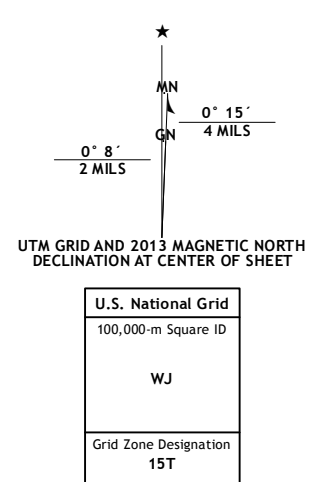 ★
MN
0° 15´
4 MILS
GN
0° 8´
2 MILS
UTM GRID AND 2013 MAGNETIC NORTH
DECLINATION AT CENTER OF SHEET
U.S. National Grid
100,000-m Square ID
WJ
Grid Zone Designation
15T